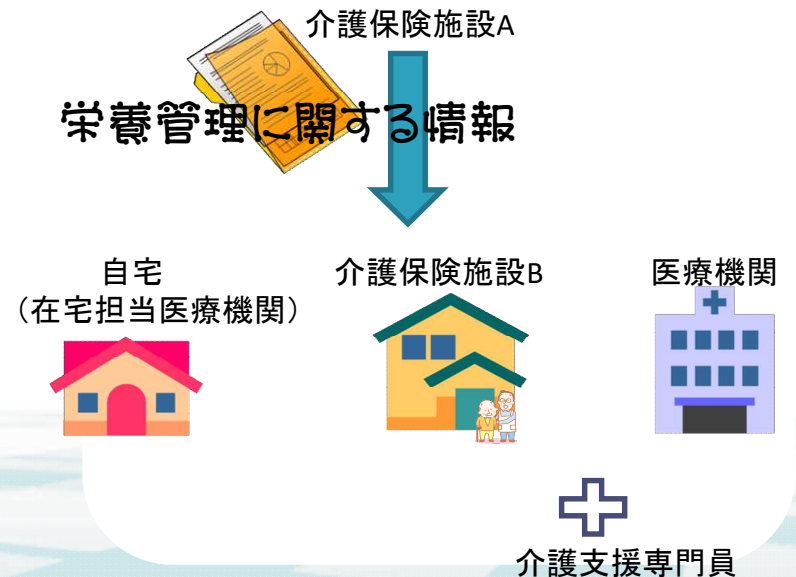 介護保険施設A
栄養管理に関する情報
自宅
（在宅担当医療機関）
介護保険施設B
医療機関
介護支援専門員